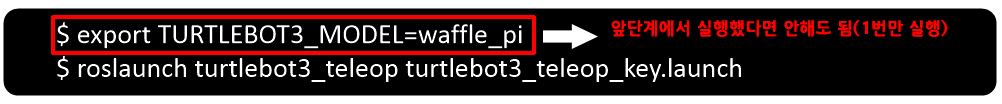 $ export TURTLEBOT3_MODEL=waffle_pi 앞단계에서 실행했다면 안해도 됨(1번만 실행)
$ roslaunch turtlebot3_teleop turtlebot3_teleop_key.launch